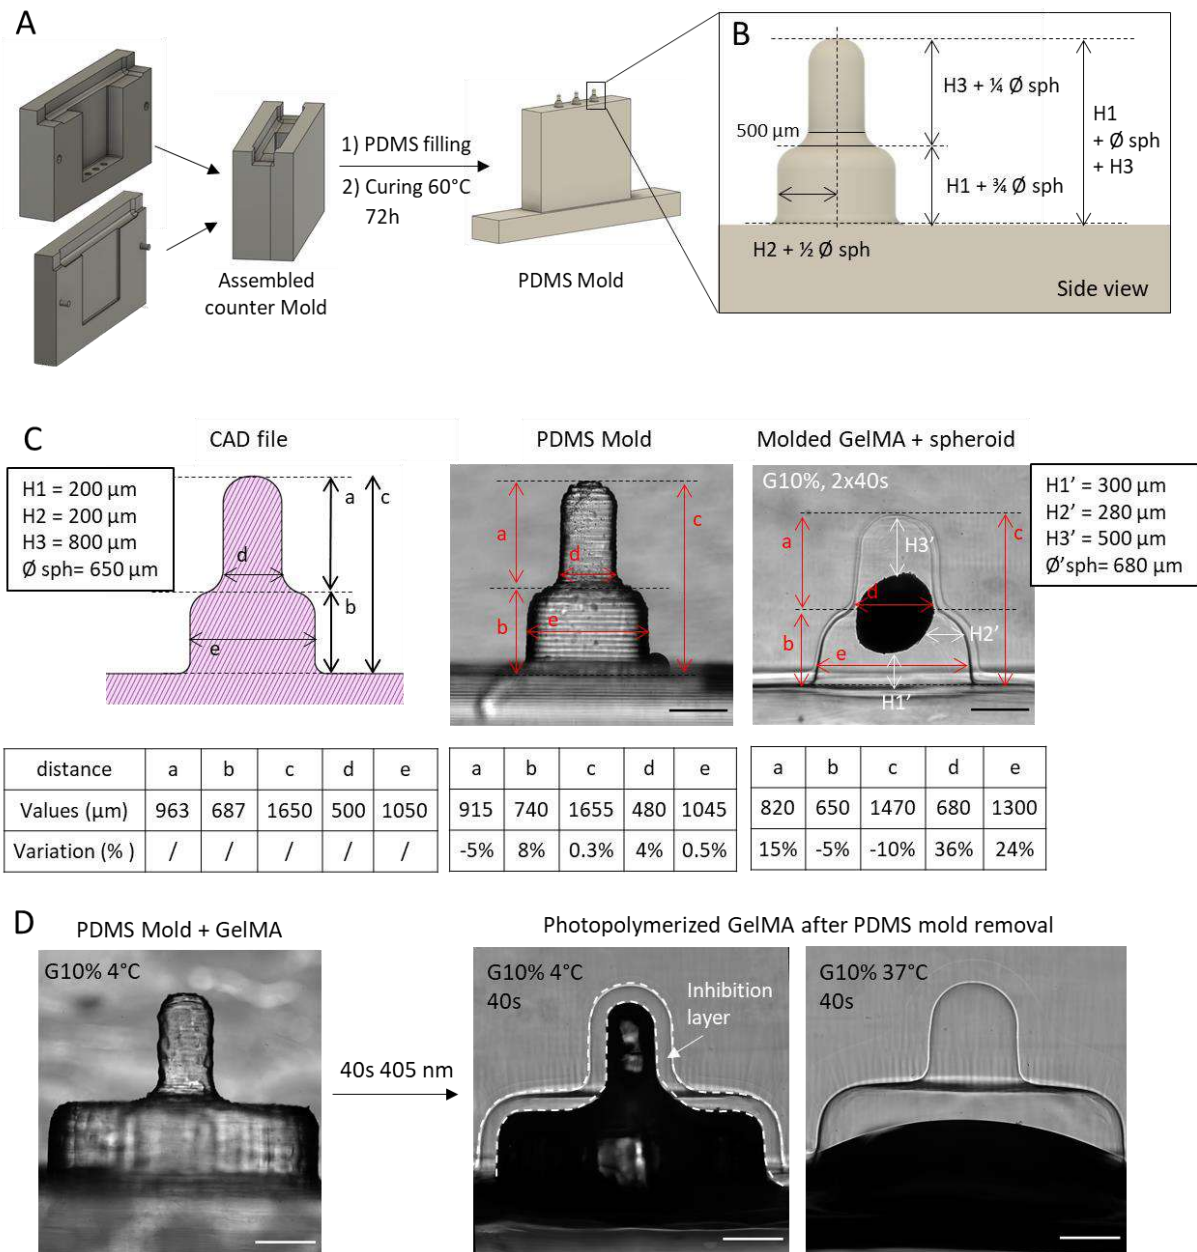 A
1) PDMS filling
2) Curing 60°C
72h
Assembled
counter Mold
PDMS Mold
B
500 µm
H3 + ¼ Ø sph
H1 + ¾ Ø sph
H1
+ Ø sph
+ H3
H2 + ½ Ø sph
Side view
C
CAD file
PDMS Mold
Molded GelMA + spheroid
H1 = 200 µm
H2 = 200 µm
H3 = 800 µm
Ø sph= 650 µm
a
c
d
b
e
a
c
d
b
e
G10%, 2x40s
a
H3'
c
d
b
e
H2'
H1'
H1' = 300 µm
H2' = 280 µm
H3' = 500 µm
Ø'sph= 680 µm
distance a b c d e
Values (µm) 963 687 1650 500 1050
Variation (% ) / / / / /
a b c d e
915 740 1655 480 1045
-5% 8% 0.3% 4% 0.5%
a b c d e
820 650 1470 680 1300
15% -5% -10% 36% 24%
D
PDMS Mold + GelMA
Photopolymerized GelMA after PDMS mold removal
G10% 4°C
40s 405 nm
G10% 4°C
40s
Inhibition
layer
G10% 37°C
40s